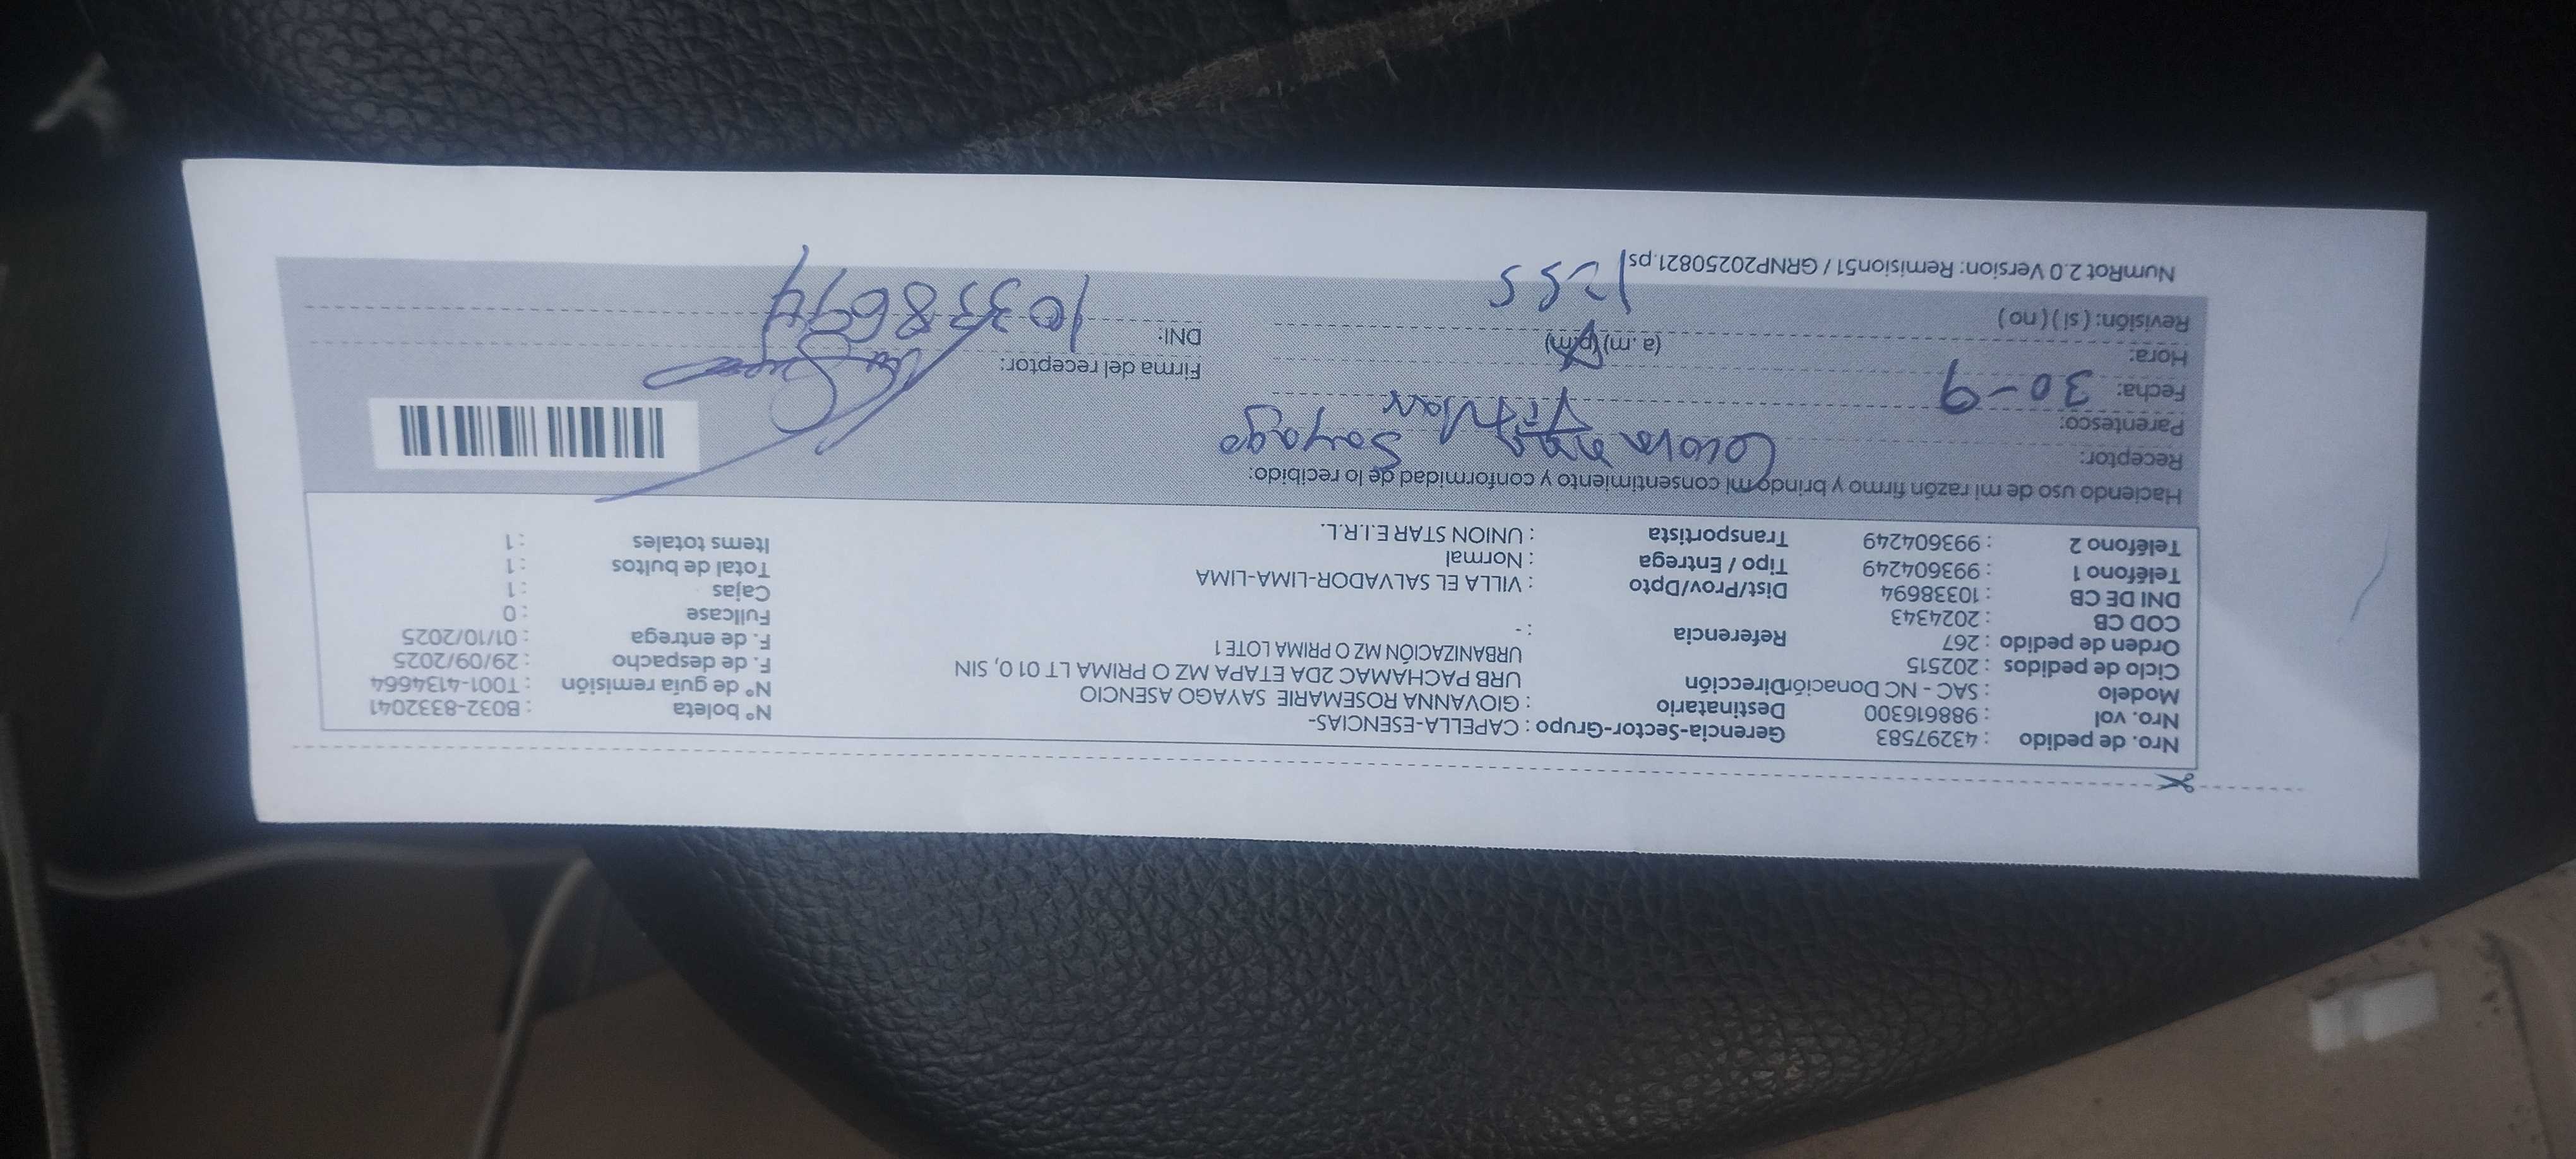 Nro. de pedido : 43297583
Nro. vol : 988616300
Modelo : SAC - NC Donación
Ciclo de pedidos : 202515
Orden de pedido : 267
COD CB : 2024343
DNI DE CB : 10338694
Teléfono 1 : 993604249
Teléfono 2 : 993604249
Gerencia-Sector-Grupo : CAPELLA-ESENCIAS-
Destinatario : GIOVANNA ROSEMARIE SAYAGO ASENCIO
Dirección URB PACHAMAC 2DA ETAPA MZ O PRIMA LT 01 0, SIN
URBANIZACIÓN MZ O PRIMA LOTE 1
Referencia : -
Dist/Prov/Dpto : VILLA EL SALVADOR-LIMA-LIMA
Tipo / Entrega : Normal
Transportista : UNION STAR E.I.R.L.
N° boleta : B032-8332041
N° de guía remisión : T001-4134664
F. de despacho : 29/09/2025
F. de entrega : 01/10/2025
Fullcase : 0
Cajas : 1
Total de bultos : 1
Items totales : 1
Haciendo uso de mi razón firmo y brindo mi consentimiento y conformidad de lo recibido:
Receptor: Sayago
Parentesco: Titular
Fecha: 30-9
Hora: (a.m) (p.m)
Revisión: ( si ) ( no )
Firma del receptor:
DNI: 10338694
NumRot 2.0 Version: Remision51 / GRNP20250821.ps